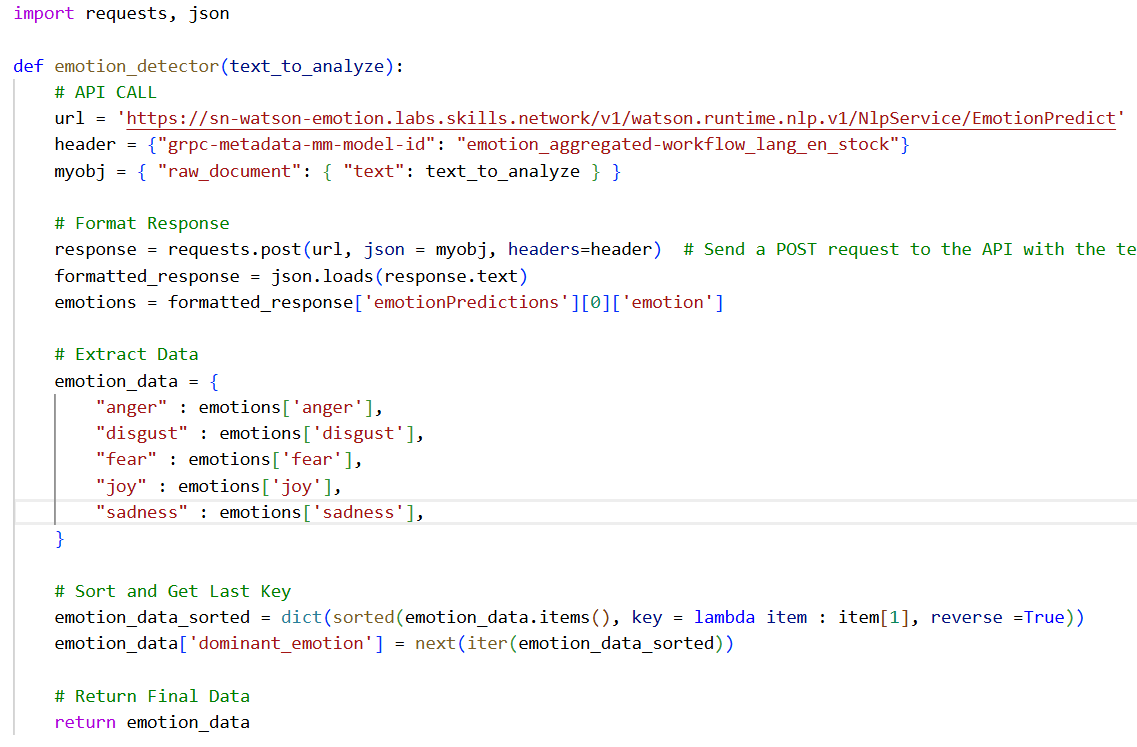 import requests, json
def emotion_detector(text_to_analyze):
# API CALL
url = 'https://sn-watson-emotion.labs.skills.network/v1/watson.runtime.nlp.v1/NlpService/EmotionPredict'
header = {"grpc-metadata-mm-model-id": "emotion_aggregated-workflow_lang_en_stock"}
myobj = { "raw_document": { "text": text_to_analyze } }
# Format Response
response = requests.post(url, json = myobj, headers=header)  # Send a POST request to the API with the te
formatted_response = json.loads(response.text)
emotions = formatted_response['emotionPredictions'][0]['emotion']
# Extract Data
emotion_data = {
"anger" : emotions['anger'],
"disgust" : emotions['disgust'],
"fear" : emotions['fear'],
"joy" : emotions['joy'],
"sadness" : emotions['sadness'],
}
# Sort and Get Last Key
emotion_data_sorted = dict(sorted(emotion_data.items(), key = lambda item : item[1], reverse =True))
emotion_data['dominant_emotion'] = next(iter(emotion_data_sorted))
# Return Final Data
return emotion_data